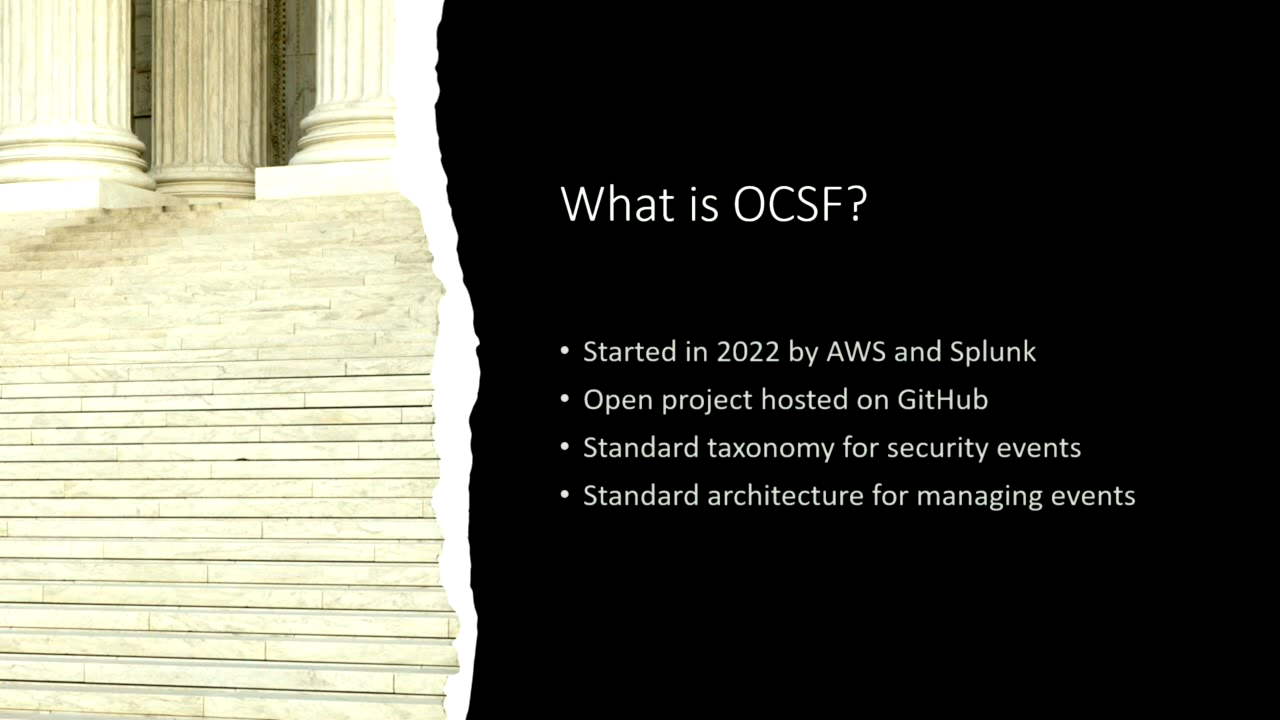 What is OCSF?
• Started in 2022 by AWS and Splunk
• Open project hosted on GitHub
• Standard taxonomy for security events
• Standard architecture for managing events